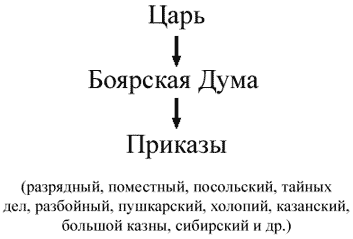 Царь
Боярская Дума
Приказы
(разрядный, поместный, посольский, тайных
дел, разбойный, пушкарский, холопий, казанский,
большой казны, сибирский и др.)